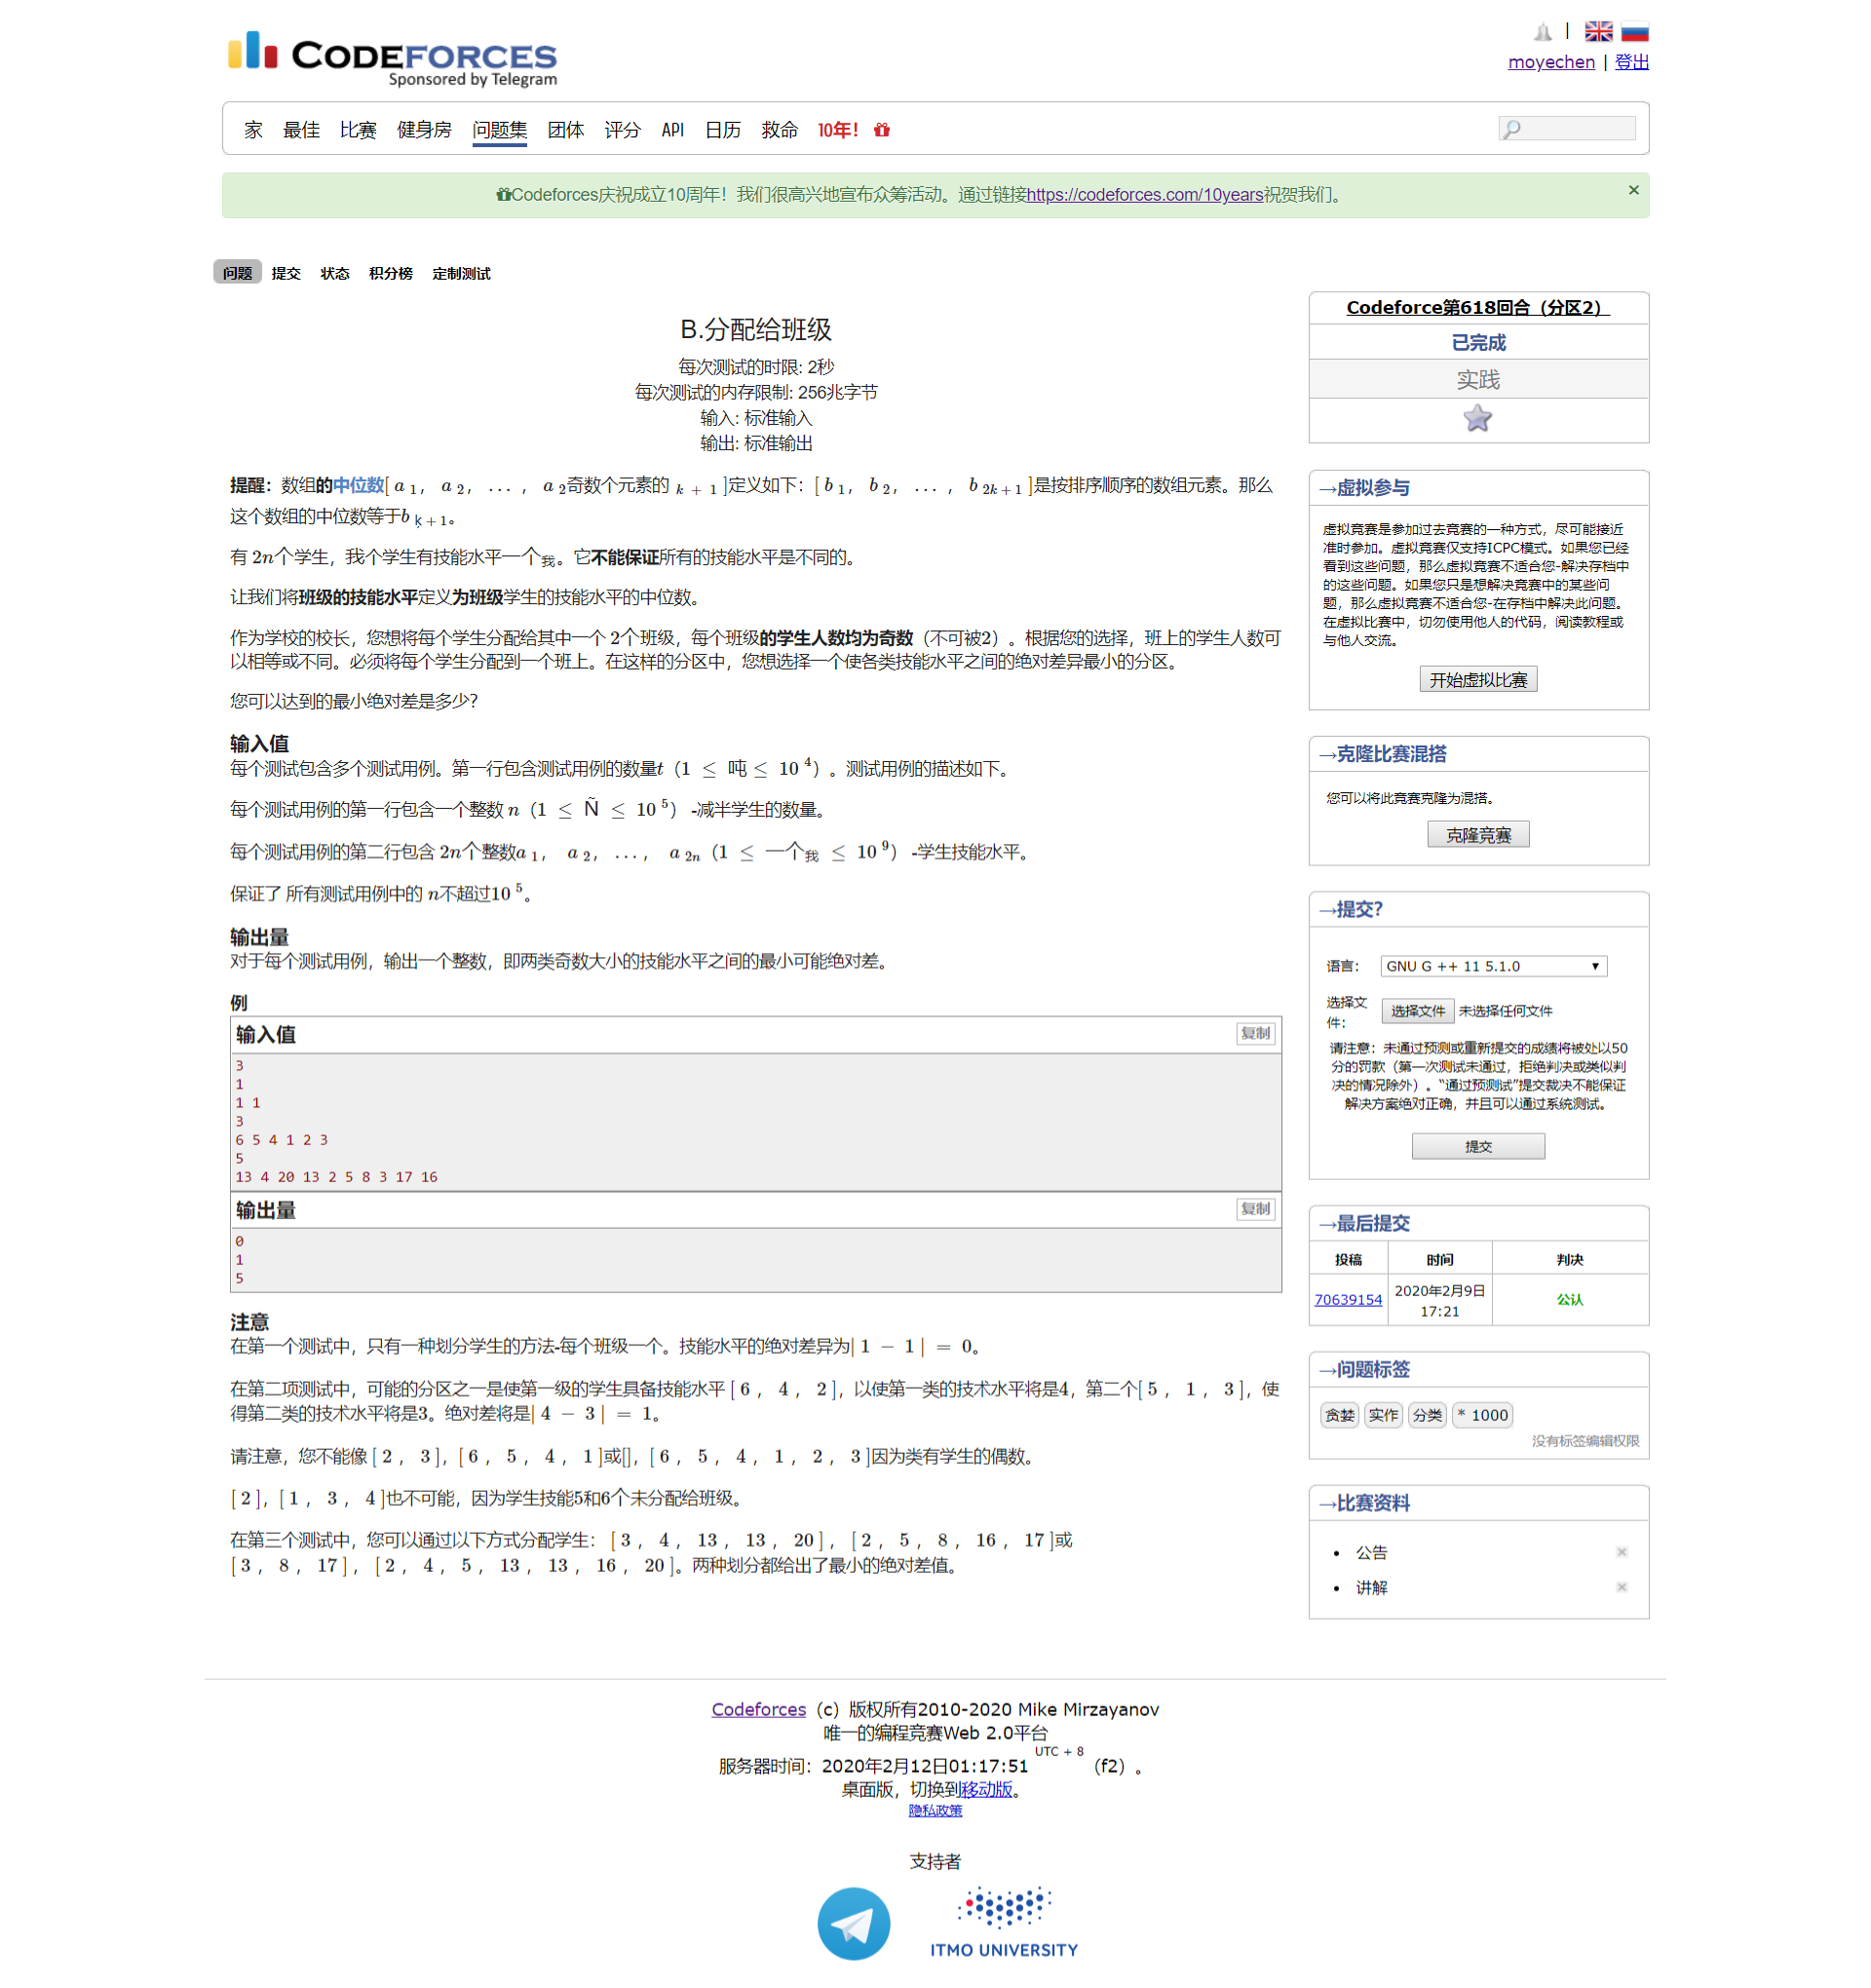 CODEFORCES
Sponsored by Telegram
|
moyechen | 登出
家 最佳 比赛 健身房 问题集 团体 评分 API 日历 救命 10年!
Codeforces庆祝成立10周年！我们很高兴地宣布众筹活动。通过链接https://codeforces.com/10years祝贺我们。 ×
问题 提交 状态 积分榜 定制测试
B.分配给班级
每次测试的时限: 2秒
每次测试的内存限制: 256兆字节
输入: 标准输入
输出: 标准输出
提醒：数组的中位数[ a 1， a 2， … ， a 2奇数个元素的 k + 1 ]定义如下：[ b 1， b 2， … ， b 2k+1 ]是按排序顺序的数组元素。那么
这个数组的中位数等于b ķ + 1。
有 2n个学生，我个学生有技能水平一个我。它不能保证所有的技能水平是不同的。
让我们将班级的技能水平定义为班级学生的技能水平的中位数。
作为学校的校长，您想将每个学生分配给其中一个 2个班级，每个班级的学生人数均为奇数（不可被2）。根据您的选择，班上的学生人数可
以相等或不同。必须将每个学生分配到一个班上。在这样的分区中，您想选择一个使各类技能水平之间的绝对差异最小的分区。
您可以达到的最小绝对差是多少？
输入值
每个测试包含多个测试用例。第一行包含测试用例的数量t（1 ≤ 吨 ≤ 10 4）。测试用例的描述如下。
每个测试用例的第一行包含一个整数 n（1 ≤ Ñ ≤ 10 5） -减半学生的数量。
每个测试用例的第二行包含 2n个整数a 1， a 2， …， a 2n（1 ≤ 一个我 ≤ 10 9） -学生技能水平。
保证了 所有测试用例中的 n不超过10 5。
输出量
对于每个测试用例，输出一个整数，即两类奇数大小的技能水平之间的最小可能绝对差。
例
输入值 复制
3
1
1 1
3
6 5 4 1 2 3
5
13 4 20 13 2 5 8 3 17 16
输出量 复制
0
1
5
注意
在第一个测试中，只有一种划分学生的方法-每个班级一个。技能水平的绝对差异为| 1 − 1 | = 0。
在第二项测试中，可能的分区之一是使第一级的学生具备技能水平 [ 6 ， 4 ， 2 ]，以使第一类的技术水平将是4，第二个[ 5 ， 1 ， 3 ]，使
得第二类的技术水平将是3。绝对差将是| 4 − 3 | = 1。
请注意，您不能像 [ 2 ， 3 ]，[ 6 ， 5 ， 4 ， 1 ]或[]，[ 6 ， 5 ， 4 ， 1 ， 2 ， 3 ]因为类有学生的偶数。
[ 2 ]，[ 1 ， 3 ， 4 ]也不可能，因为学生技能5和6个未分配给班级。
在第三个测试中，您可以通过以下方式分配学生： [ 3 ， 4 ， 13 ， 13 ， 20 ] ， [ 2 ， 5 ， 8 ， 16 ， 17 ]或
[ 3 ， 8 ， 17 ] ， [ 2 ， 4 ， 5 ， 13 ， 13 ， 16 ， 20 ]。两种划分都给出了最小的绝对差值。
Codeforce第618回合（分区2）
已完成
实践
→虚拟参与
虚拟竞赛是参加过去竞赛的一种方式，尽可能接近
准时参加。虚拟竞赛仅支持ICPC模式。如果您已经
看到这些问题，那么虚拟竞赛不适合您-解决存档中
的这些问题。如果您只是想解决竞赛中的某些问
题，那么虚拟竞赛不适合您-在存档中解决此问题。
在虚拟比赛中，切勿使用他人的代码，阅读教程或
与他人交流。
开始虚拟比赛
→克隆比赛混搭
您可以将此竞赛克隆为混搭。
克隆竞赛
→提交?
语言： GNU G ++ 11 5.1.0
选择文
件： 选择文件 未选择任何文件
请注意：未通过预测或重新提交的成绩将被处以50
分的罚款（第一次测试未通过，拒绝判决或类似判
决的情况除外）。“通过预测试”提交裁决不能保证
解决方案绝对正确，并且可以通过系统测试。
提交
→最后提交
投稿 时间 判决
70639154 2020年2月9日
17:21 公认
→问题标签
贪婪 实作 分类 * 1000
没有标签编辑权限
→比赛资料
• 公告 ×
• 讲解 ×
Codeforces（c）版权所有2010-2020 Mike Mirzayanov
唯一的编程竞赛Web 2.0平台
服务器时间：2020年2月12日01:17:51 UTC + 8（f2）。
桌面版，切换到移动版。
隐私政策
支持者
ITMO UNIVERSITY